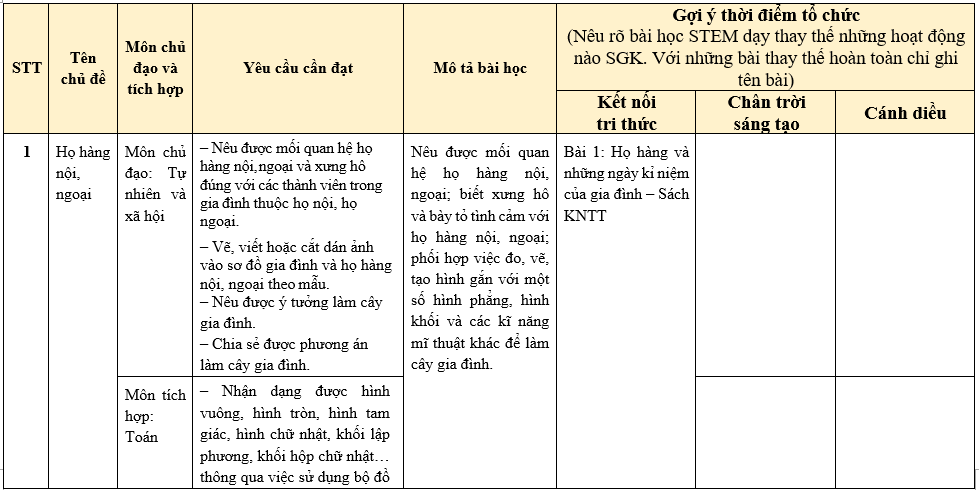 STT
Tên
chủ đề
Môn chủ
đạo và
tích hợp
Yêu cầu cần đạt
Mô tả bài học
Gợi ý thời điểm tổ chức
(Nêu rõ bài học STEM dạy thay thế những hoạt động
nào SGK. Với những bài thay thế hoàn toàn chỉ ghi
tên bài)
Kết nối
tri thức
Chân trời
sáng tạo
Cánh diều
1
Họ hàng
nội,
ngoại
Môn chủ
đạo: Tự
nhiên và
xã hội
– Nêu được mối quan hệ họ
hàng nội,ngoại và xưng hô
đúng với các thành viên trong
gia đình thuộc họ nội, họ
ngoại.
– Vẽ, viết hoặc cắt dán ảnh
vào sơ đồ gia đình và họ hàng
nội, ngoại theo mẫu.
– Nêu được ý tưởng làm cây
gia đình.
– Chia sẻ được phương án
làm cây gia đình.
Nêu được mối quan
hệ họ hàng nội,
ngoại; biết xưng hô
và bày tỏ tình cảm với
họ hàng nội, ngoại;
phối hợp việc đo, vẽ,
tạo hình gắn với một
số hình phẳng, hình
khối và các kĩ năng
mĩ thuật khác để làm
cây gia đình.
Bài 1: Họ hàng và
những ngày kỉ niệm
của gia đình – Sách
KNTT
Môn tích
hợp:
Toán
– Nhận dạng được hình
vuông, hình tròn, hình tam
giác, hình chữ nhật, khối lập
phương, khối hộp chữ nhật…
thông qua việc sử dụng bộ đồ